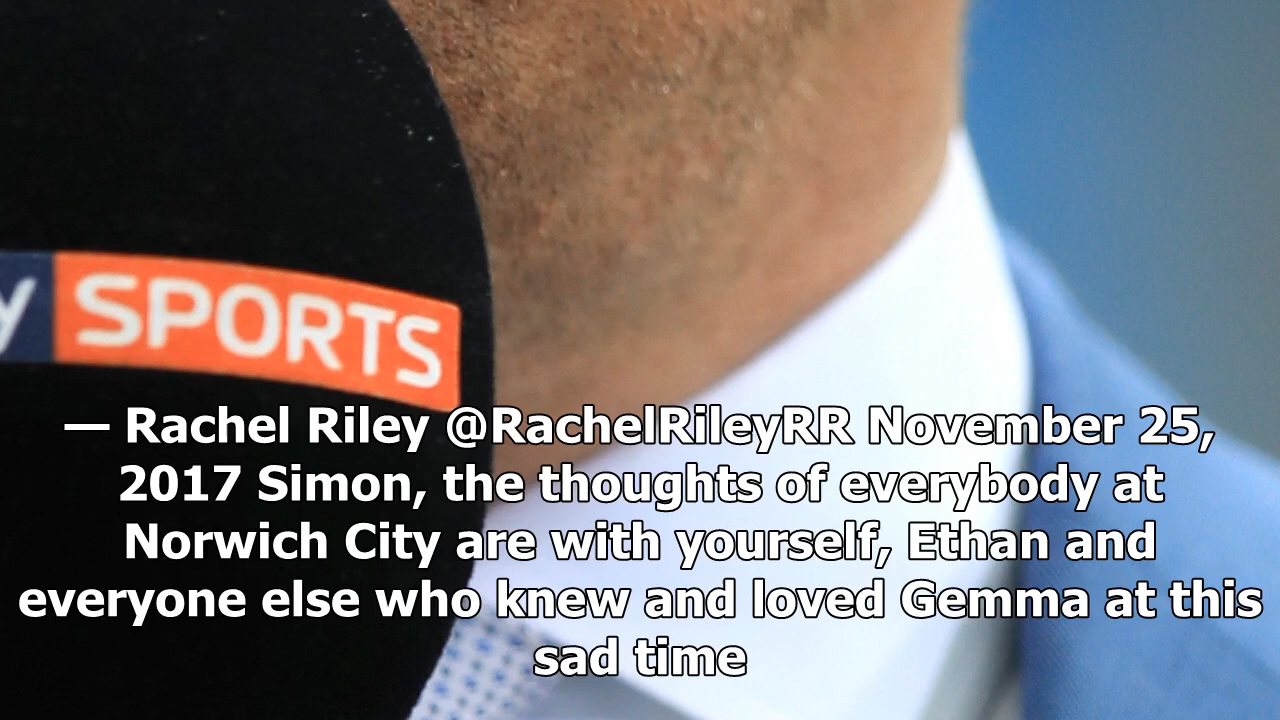 y SPORTS
— Rachel Riley @RachelRileyRR November 25,
2017 Simon, the thoughts of everybody at
Norwich City are with yourself, Ethan and
everyone else who knew and loved Gemma at this
sad time